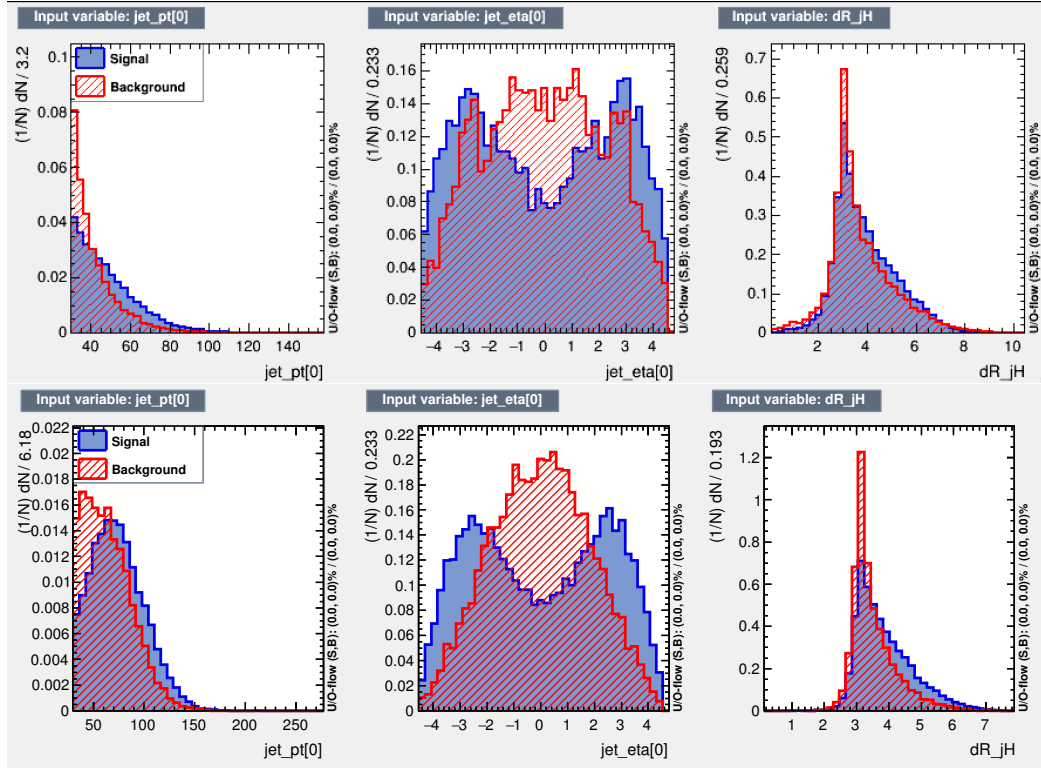 Input variable: jet_pt[0]
(1/N) dN / 3.2
0.1
0.08
0.06
0.04
0.02
0
Signal
Background
40 60 80 100 120 140
jet_pt[0]
U/O-flow (S,B): (0.0, 0.0)% / (0.0, 0.0)%
Input variable: jet_eta[0]
(1/N) dN / 0.233
0.16
0.14
0.12
0.1
0.08
0.06
0.04
0.02
0
−4 −3 −2 −1 0 1 2 3 4
jet_eta[0]
U/O-flow (S,B): (0.0, 0.0)% / (0.0, 0.0)%
Input variable: dR_jH
(1/N) dN / 0.259
0.7
0.6
0.5
0.4
0.3
0.2
0.1
0
2 4 6 8 10
dR_jH
U/O-flow (S,B): (0.0, 0.0)% / (0.0, 0.0)%
Input variable: jet_pt[0]
(1/N) dN / 6.18
0.022
0.02
0.018
0.016
0.014
0.012
0.01
0.008
0.006
0.004
0.002
0
Signal
Background
50 100 150 200 250
jet_pt[0]
U/O-flow (S,B): (0.0, 0.0)% / (0.0, 0.0)%
Input variable: jet_eta[0]
(1/N) dN / 0.233
0.22
0.2
0.18
0.16
0.14
0.12
0.1
0.08
0.06
0.04
0.02
0
−4 −3 −2 −1 0 1 2 3 4
jet_eta[0]
U/O-flow (S,B): (0.0, 0.0)% / (0.0, 0.0)%
Input variable: dR_jH
(1/N) dN / 0.193
1.2
1
0.8
0.6
0.4
0.2
0
1 2 3 4 5 6 7
dR_jH
U/O-flow (S,B): (0.0, 0.0)% / (0.0, 0.0)%